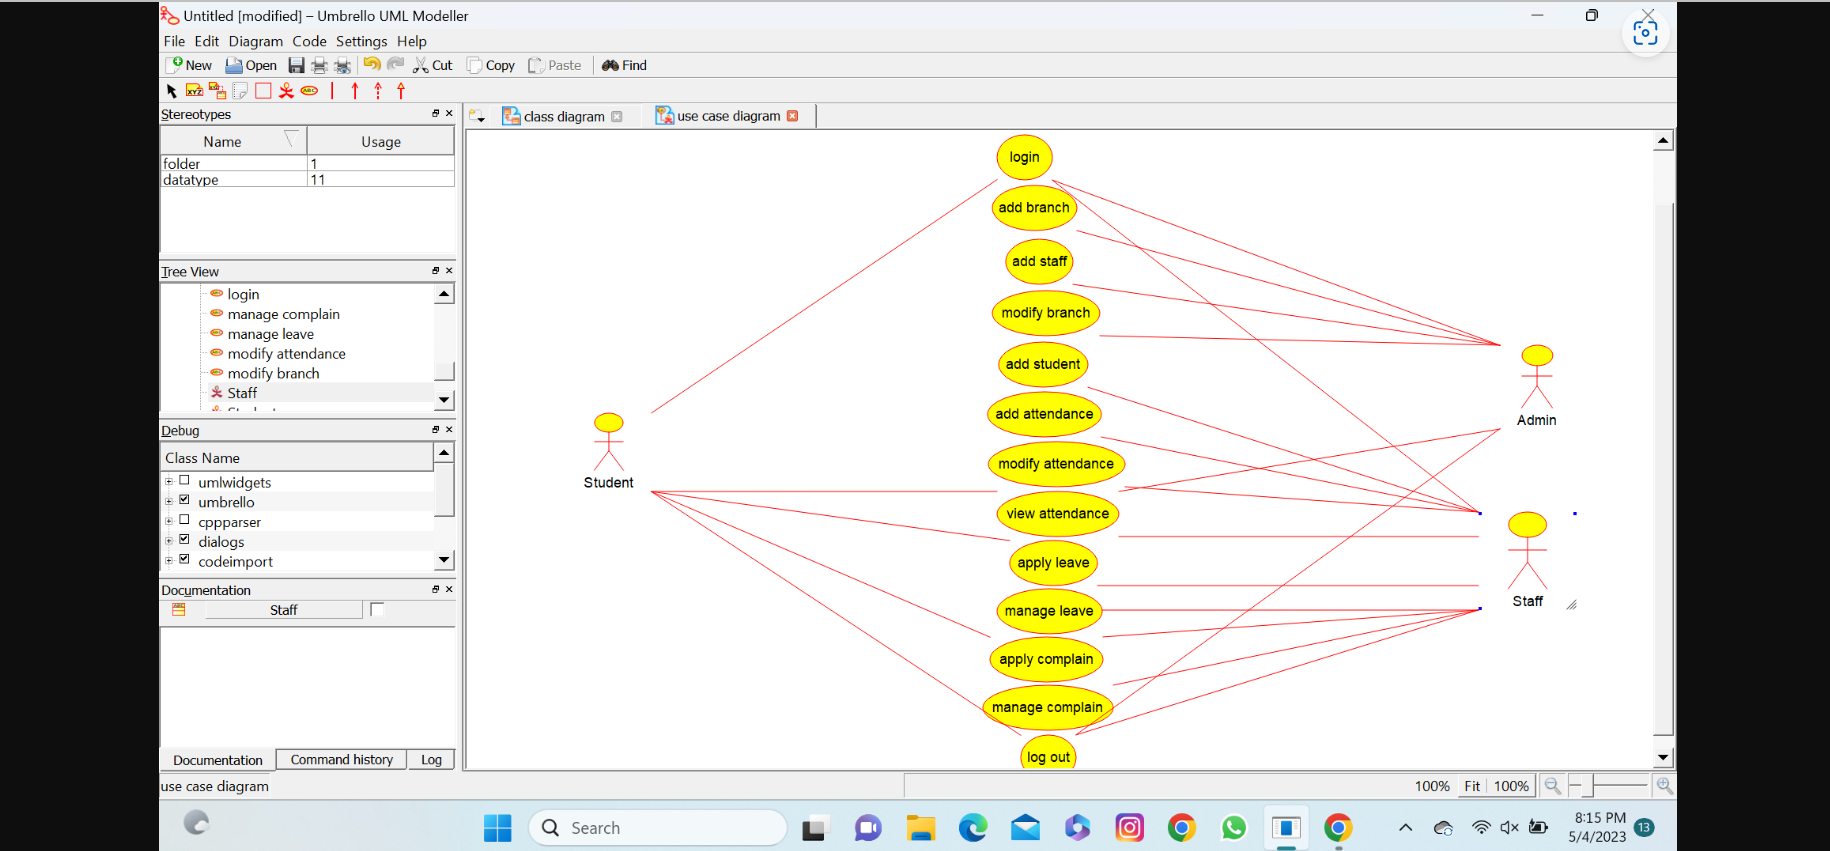 Untitled [modified] – Umbrello UML Modeller
File Edit Diagram Code Settings Help
New Open Cut Copy Paste Find
Stereotypes
Name Usage
folder 1
datatype 11
Tree View
login
manage complain
manage leave
modify attendance
modify branch
Staff
Debug
Class Name
umlwidgets
umbrello
cppparser
dialogs
codeimport
Documentation
Staff
Documentation Command history Log
use case diagram
class diagram use case diagram
login
add branch
add staff
modify branch
add student
add attendance
modify attendance
view attendance
apply leave
manage leave
apply complain
manage complain
log out
Student
Admin
Staff
100% Fit 100%
Search
8:15 PM
5/4/2023
13